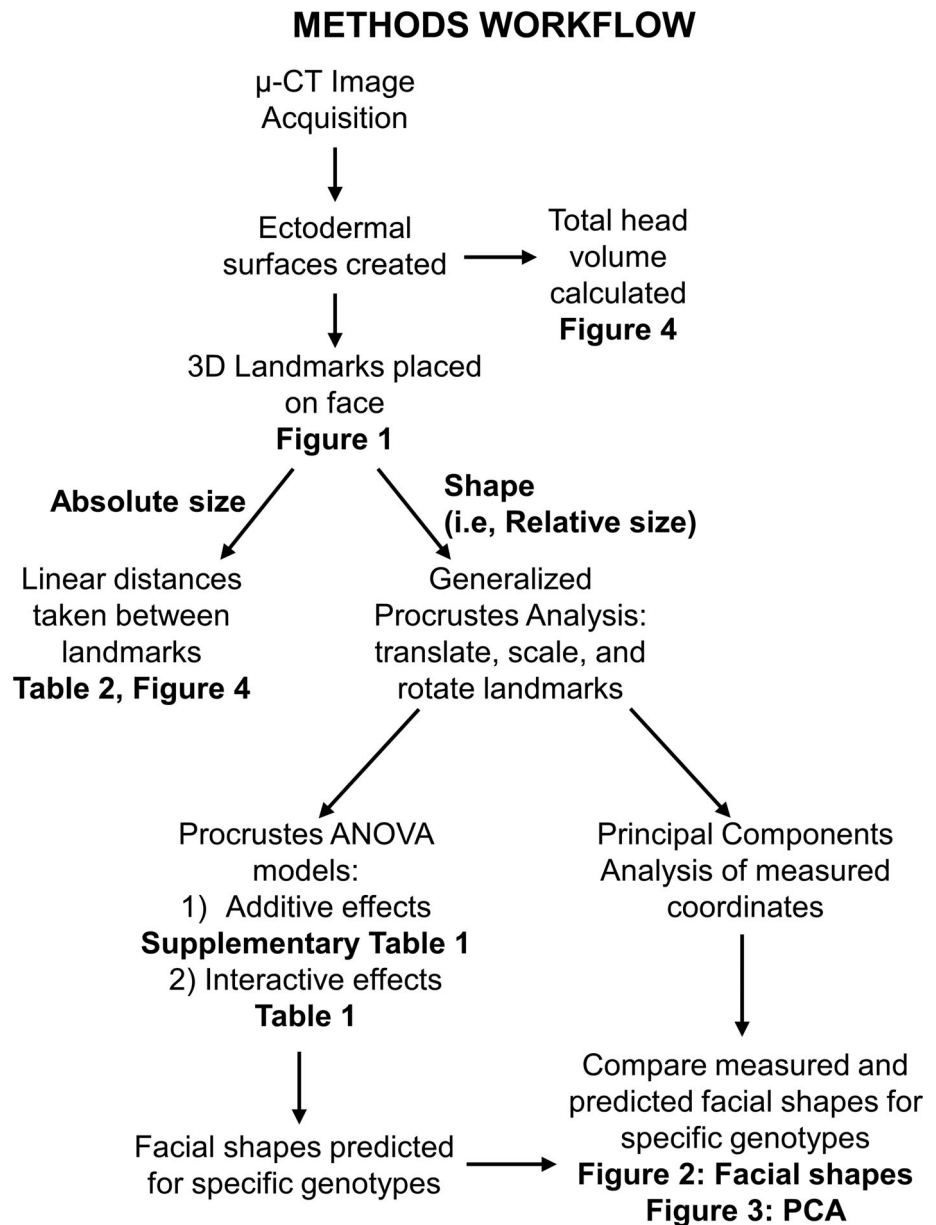 METHODS WORKFLOW
µ-CT Image
Acquisition
Ectodermal
surfaces created
Total head
volume
calculated
Figure 4
3D Landmarks placed
on face
Figure 1
Absolute size
Shape
(i.e, Relative size)
Linear distances
taken between
landmarks
Table 2, Figure 4
Generalized
Procrustes Analysis:
translate, scale, and
rotate landmarks
Procrustes ANOVA
models:
1) Additive effects
Supplementary Table 1
2) Interactive effects
Table 1
Principal Components
Analysis of measured
coordinates
Facial shapes predicted
for specific genotypes
Compare measured and
predicted facial shapes for
specific genotypes
Figure 2: Facial shapes
Figure 3: PCA